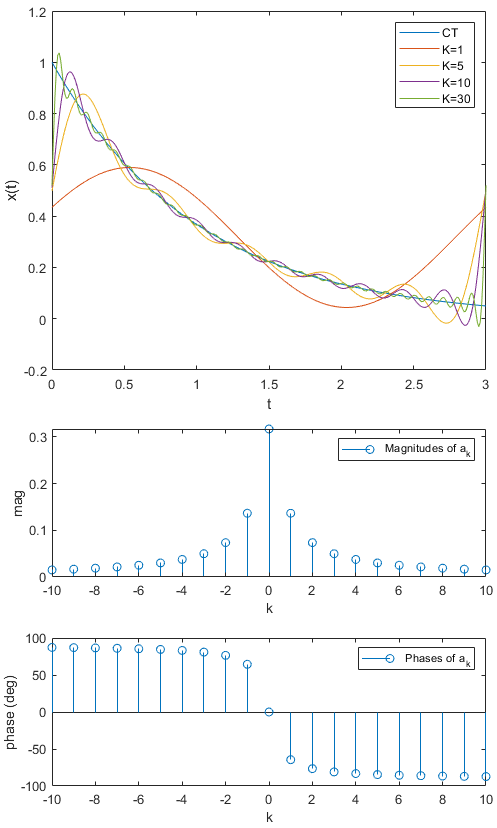 1.2
1
0.8
0.6
0.4
0.2
0
-0.2
x(t)
CT
K=1
K=5
K=10
K=30
0 0.5 1 1.5 2 2.5 3
t
0.3
0.2
0.1
0
mag
Magnitudes of a_k
-10 -8 -6 -4 -2 0 2 4 6 8 10
k
100
50
0
-50
-100
phase (deg)
Phases of a_k
-10 -8 -6 -4 -2 0 2 4 6 8 10
k